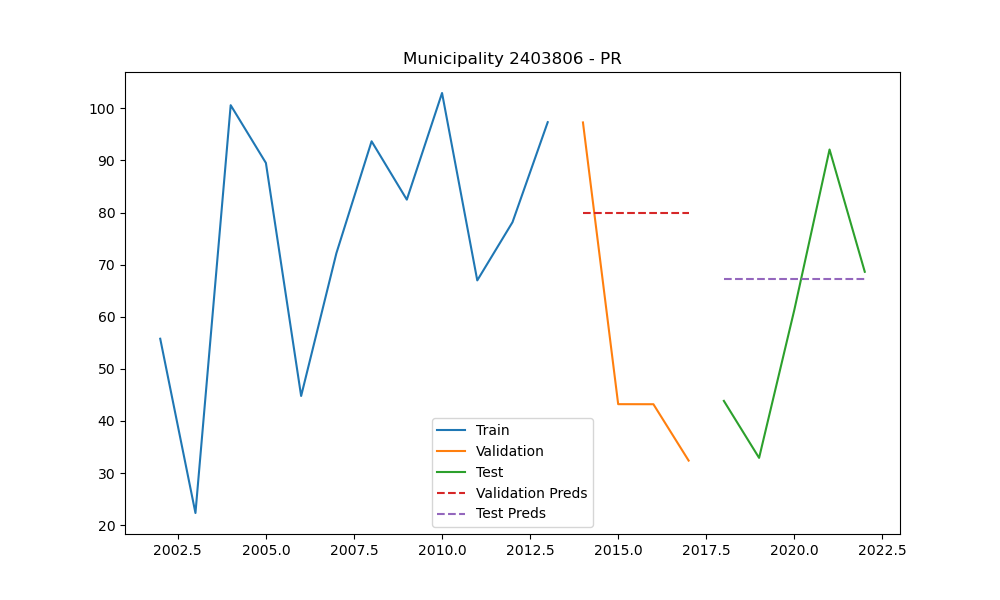 Municipality 2403806 - PR
100
90
80
70
60
50
40
30
20
Train
Validation
Test
Validation Preds
Test Preds
2002.5 2005.0 2007.5 2010.0 2012.5 2015.0 2017.5 2020.0 2022.5